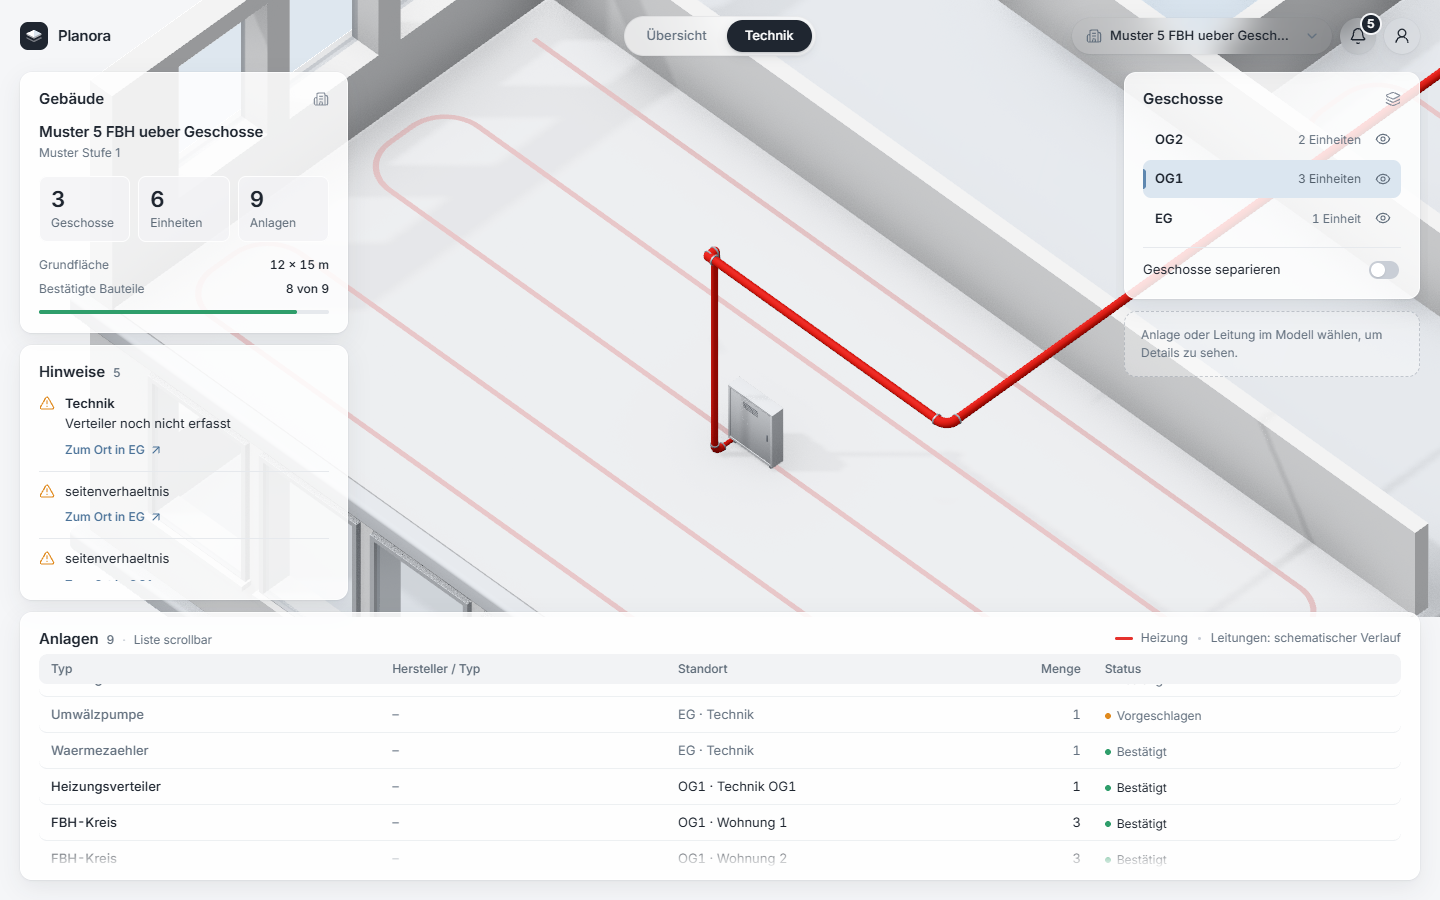 Planora
Übersicht
Technik
Muster 5 FBH ueber Gesch...
5
Gebäude
Muster 5 FBH ueber Geschosse
Muster Stufe 1
3
Geschosse
6
Einheiten
9
Anlagen
Grundfläche
12 × 15 m
Bestätigte Bauteile
8 von 9
Hinweise 5
Technik
Verteiler noch nicht erfasst
Zum Ort in EG
seitenverhaeltnis
Zum Ort in EG
seitenverhaeltnis
Geschosse
OG2 2 Einheiten
OG1 3 Einheiten
EG 1 Einheit
Geschosse separieren
Anlage oder Leitung im Modell wählen, um
Details zu sehen.
Anlagen 9 · Liste scrollbar
Heizung · Leitungen: schematischer Verlauf
Typ Hersteller / Typ Standort Menge Status
Umwälzpumpe – EG · Technik 1 Vorgeschlagen
Waermezaehler – EG · Technik 1 Bestätigt
Heizungsverteiler – OG1 · Technik OG1 1 Bestätigt
FBH-Kreis – OG1 · Wohnung 1 3 Bestätigt
FBH-Kreis – OG1 · Wohnung 2 3 Bestätigt